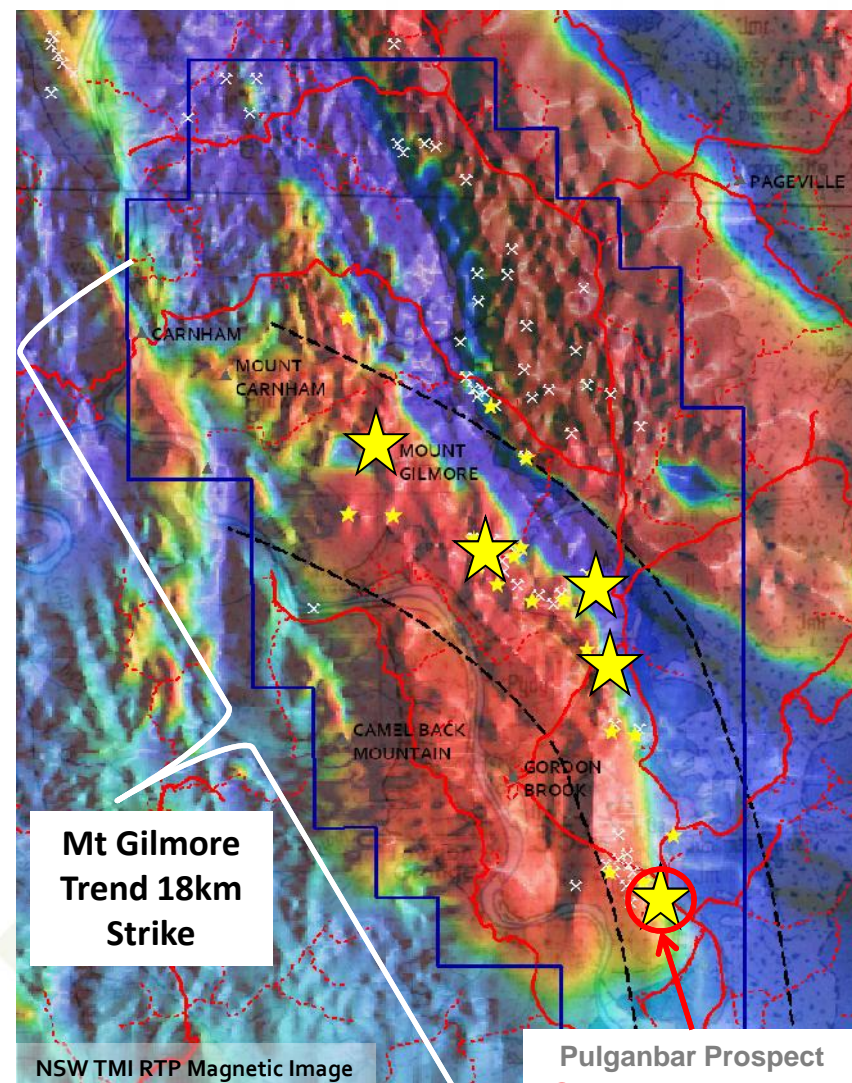 PAGEVILLE
CARNHAM
MOUNT
CARNHAM
MOUNT
GILMORE
CAMEL BACK
MOUNTAIN
GORDON
BROOK
Mt Gilmore
Trend 18km
Strike
NSW TMI RTP Magnetic Image
Pulganbar Prospect